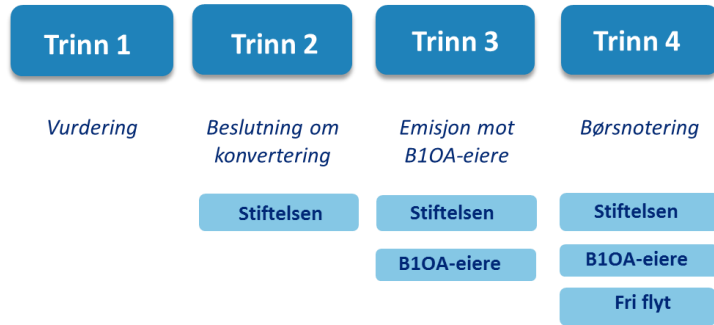 Trinn 1
Trinn 2
Trinn 3
Trinn 4
Vurdering
Beslutning om
konvertering
Emisjon mot
B1OA-eiere
Børsnotering
Stiftelsen
Stiftelsen
Stiftelsen
B1OA-eiere
B1OA-eiere
Fri flyt